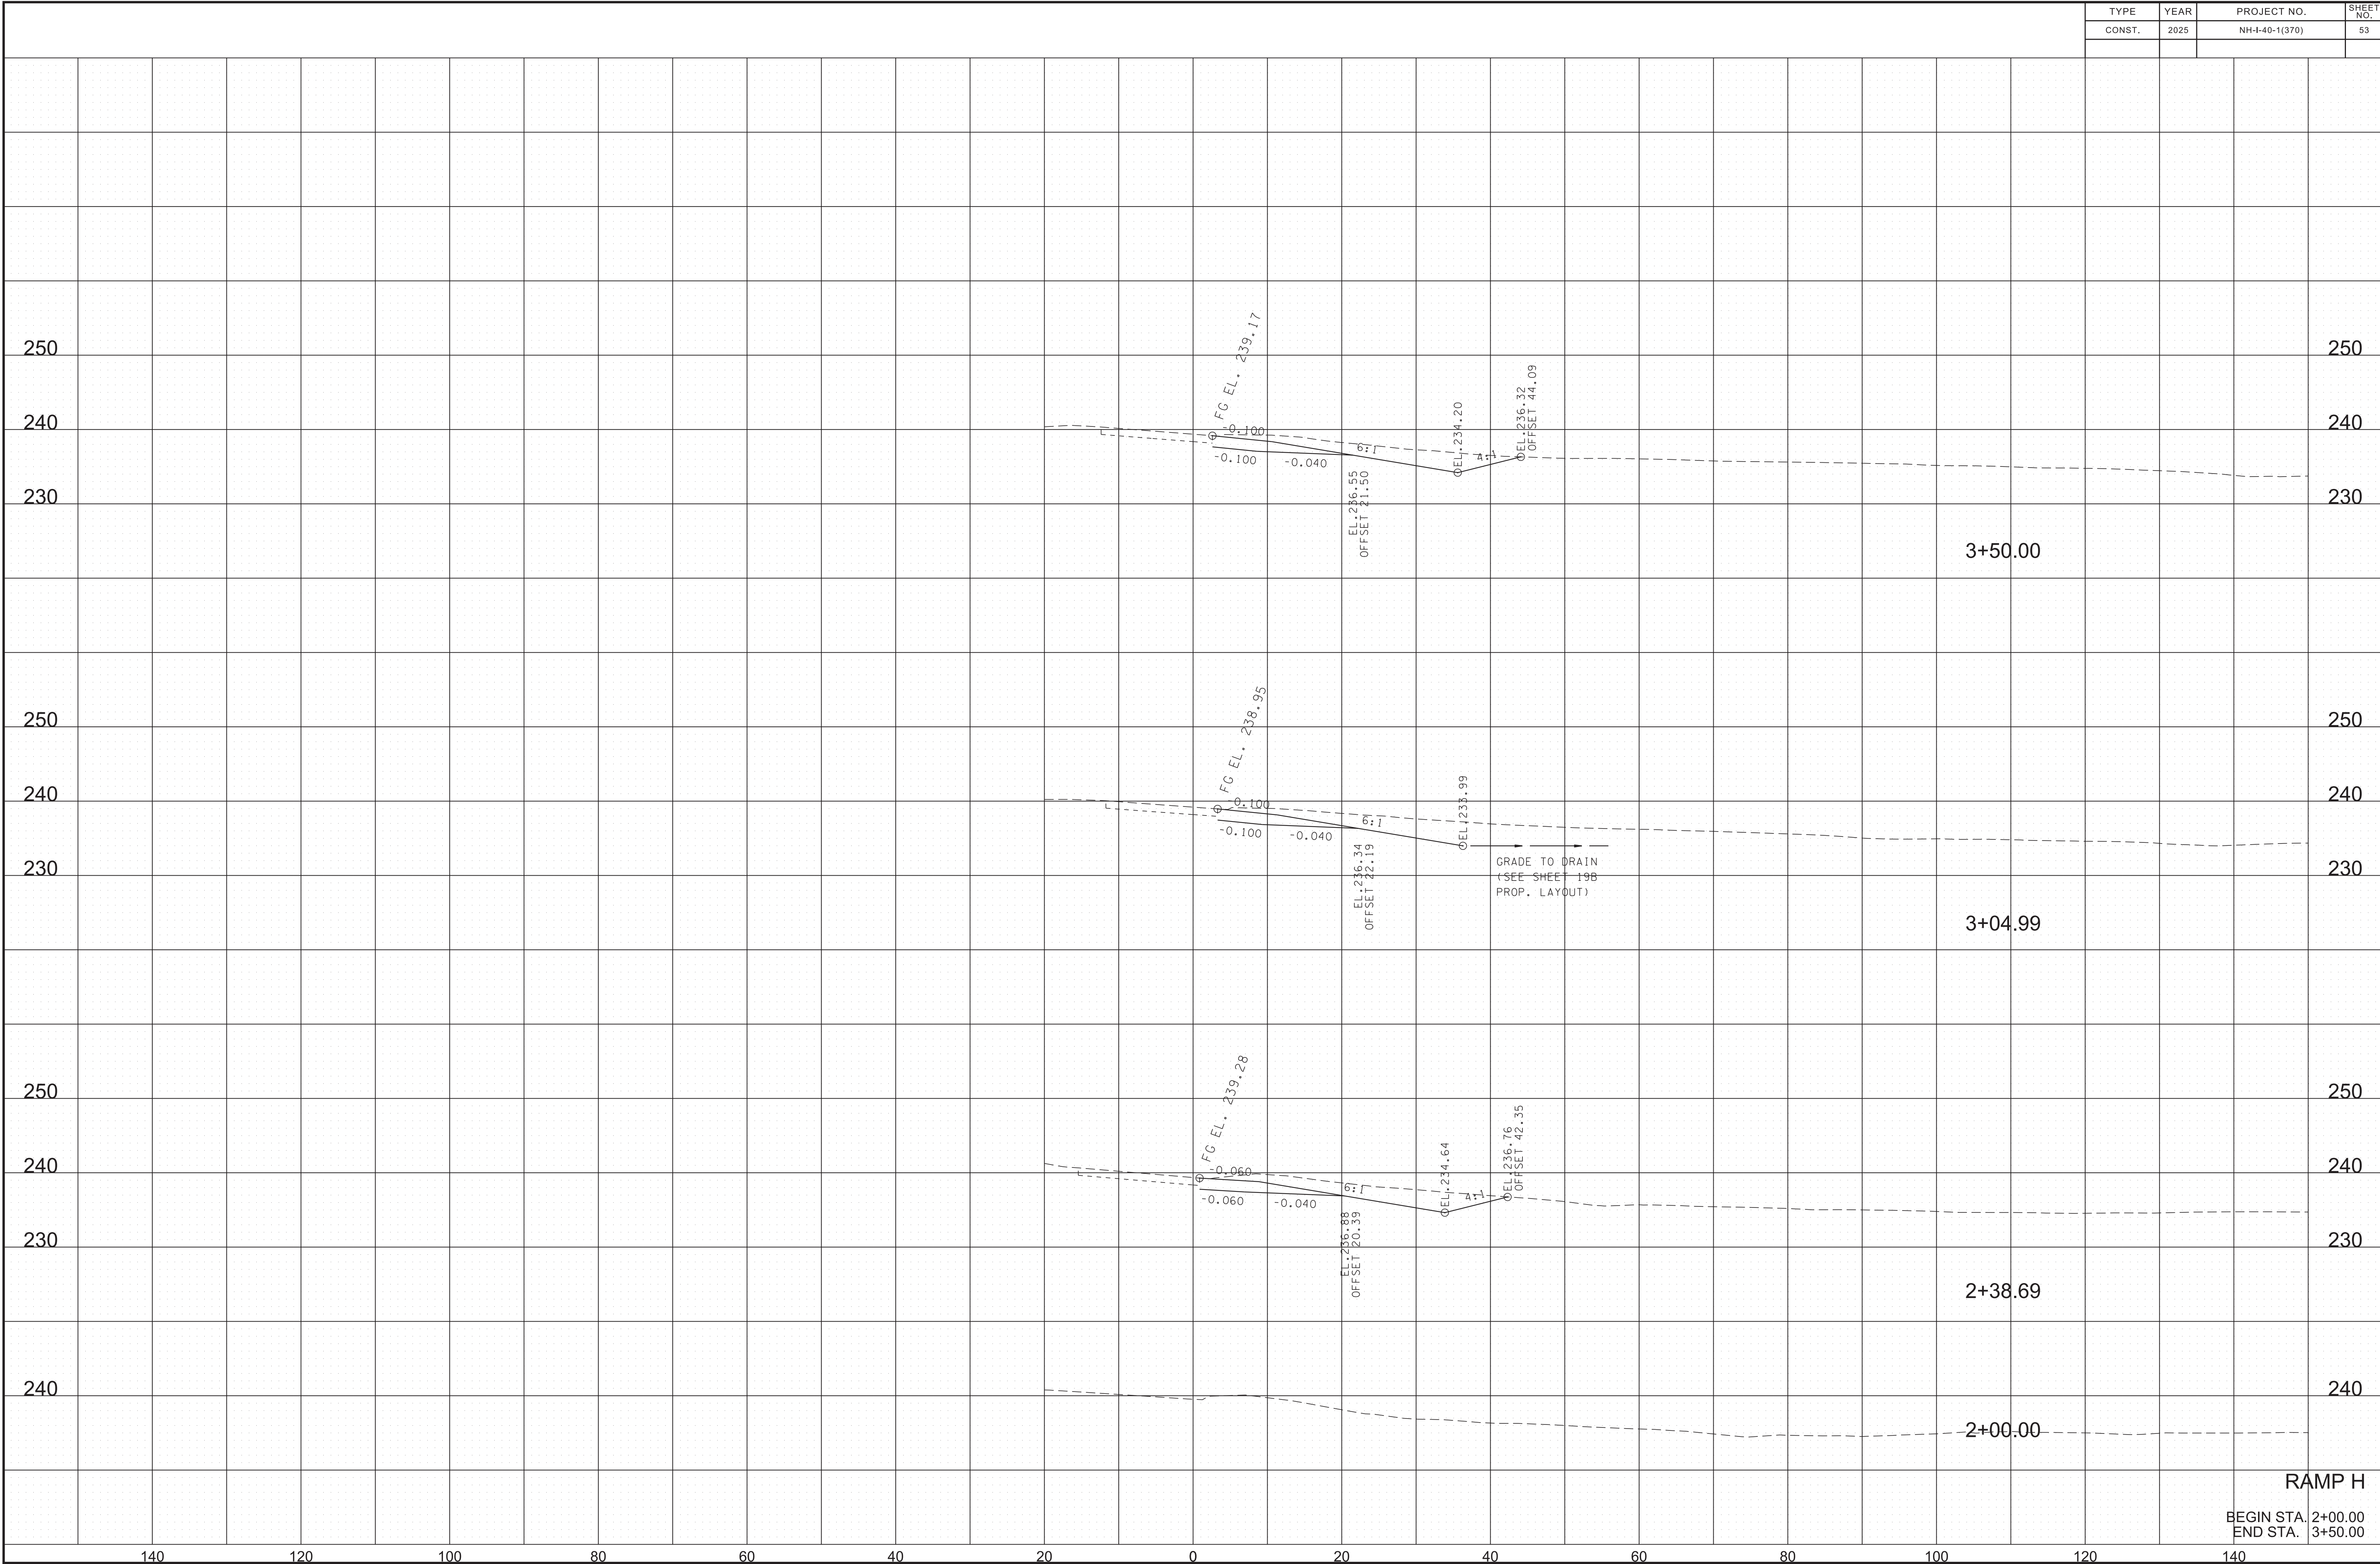 TYPE YEAR PROJECT NO. SHEET NO.
CONST. 2025 NH-I-40-1(370) 53
FG EL. 239.17
250 250
240 240
-0.100
6:1
EL.234.20
4:1
EL.236.32
OFFSET 44.09
-0.100 -0.040
EL.236.55
OFFSET 21.50
230 230
3+50.00
FG EL. 238.95
250 250
240 240
-0.100
6:1
EL.233.99
-0.100 -0.040
EL.236.34
OFFSET 22.19
GRADE TO DRAIN
(SEE SHEET 19B
PROP. LAYOUT)
230 230
3+04.99
FG EL. 239.28
250 250
240 240
-0.060
6:1
EL.234.64
4:1
EL.236.76
OFFSET 42.35
-0.060 -0.040
EL.236.88
OFFSET 20.39
230 230
2+38.69
240 240
2+00.00
RAMP H
BEGIN STA. 2+00.00
END STA. 3+50.00
140 120 100 80 60 40 20 0 20 40 60 80 100 120 140